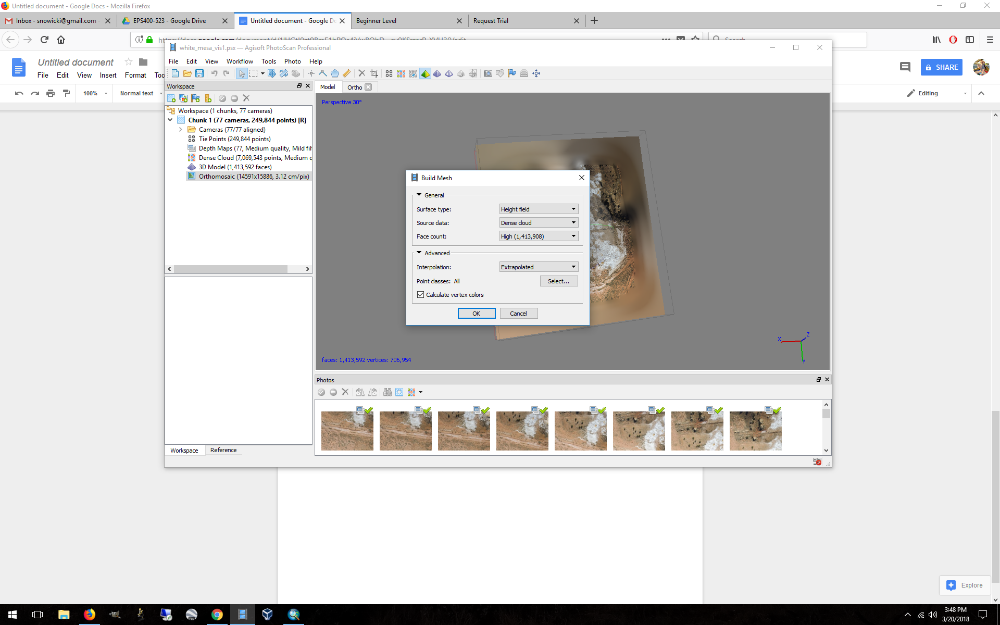 Untitled document - Google Docs - Mozilla Firefox
Inbox - snowicki@gmail.com -
EPS400-523 - Google Drive
Untitled document - Google Do
Beginner Level
Request Trial
Search
white_mesa_vis1.psx — Agisoft PhotoScan Professional
File Edit View Workflow Tools Photo Help
Untitled document
File Edit View Insert Format Too
SHARE
100% Normal text
Editing
Workspace
Model Ortho
Perspective 30°
Workspace (1 chunks, 77 cameras)
Chunk 1 (77 cameras, 249,844 points) [R]
Cameras (77/77 aligned)
Tie Points (249,844 points)
Depth Maps (77, Medium quality, Mild filt
Dense Cloud (7,069,543 points, Medium q
3D Model (1,413,592 faces)
Orthomosaic (14591x15886, 3.12 cm/pix)
Build Mesh
General
Surface type: Height field
Source data: Dense cloud
Face count: High (1,413,908)
Advanced
Interpolation: Extrapolated
Point classes: All Select...
Calculate vertex colors
OK Cancel
X Z
Y
faces: 1,413,592 vertices: 706,954
Photos
Workspace Reference
Explore
3:48 PM
3/20/2018